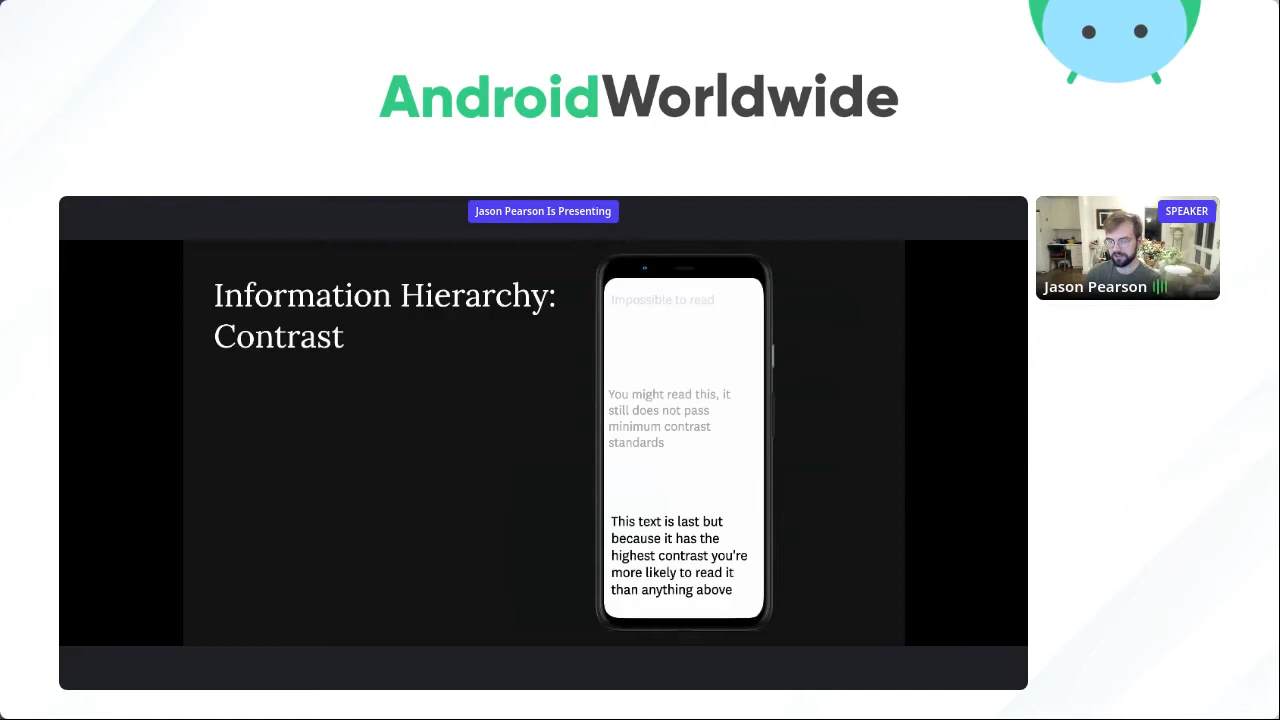 AndroidWorldwide
Jason Pearson Is Presenting
SPEAKER
Jason Pearson
Information Hierarchy:
Contrast
Impossible to read
You might read this, it
still does not pass
minimum contrast
standards
This text is last but
because it has the
highest contrast you're
more likely to read it
than anything above